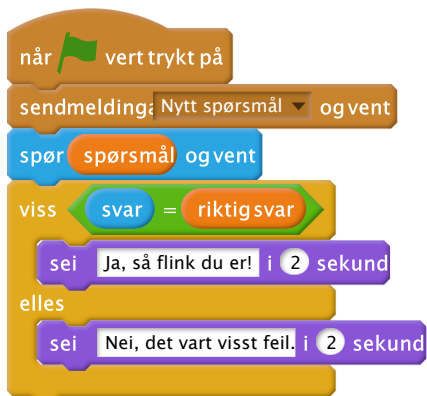 når vert trykt på
sendmeldinga Nytt spørsmål og vent
spør spørsmål og vent
viss svar = riktig svar
sei Ja, så flink du er! i 2 sekund
elles
sei Nei, det vart visst feil. i 2 sekund